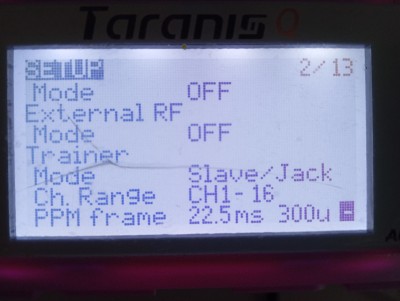 Taranis Q
SETUP 2/13
Mode OFF
External RF
Mode OFF
Trainer
Mode Slave/Jack
Ch. Range CH1-16
PPM frame 22.5ms 300u